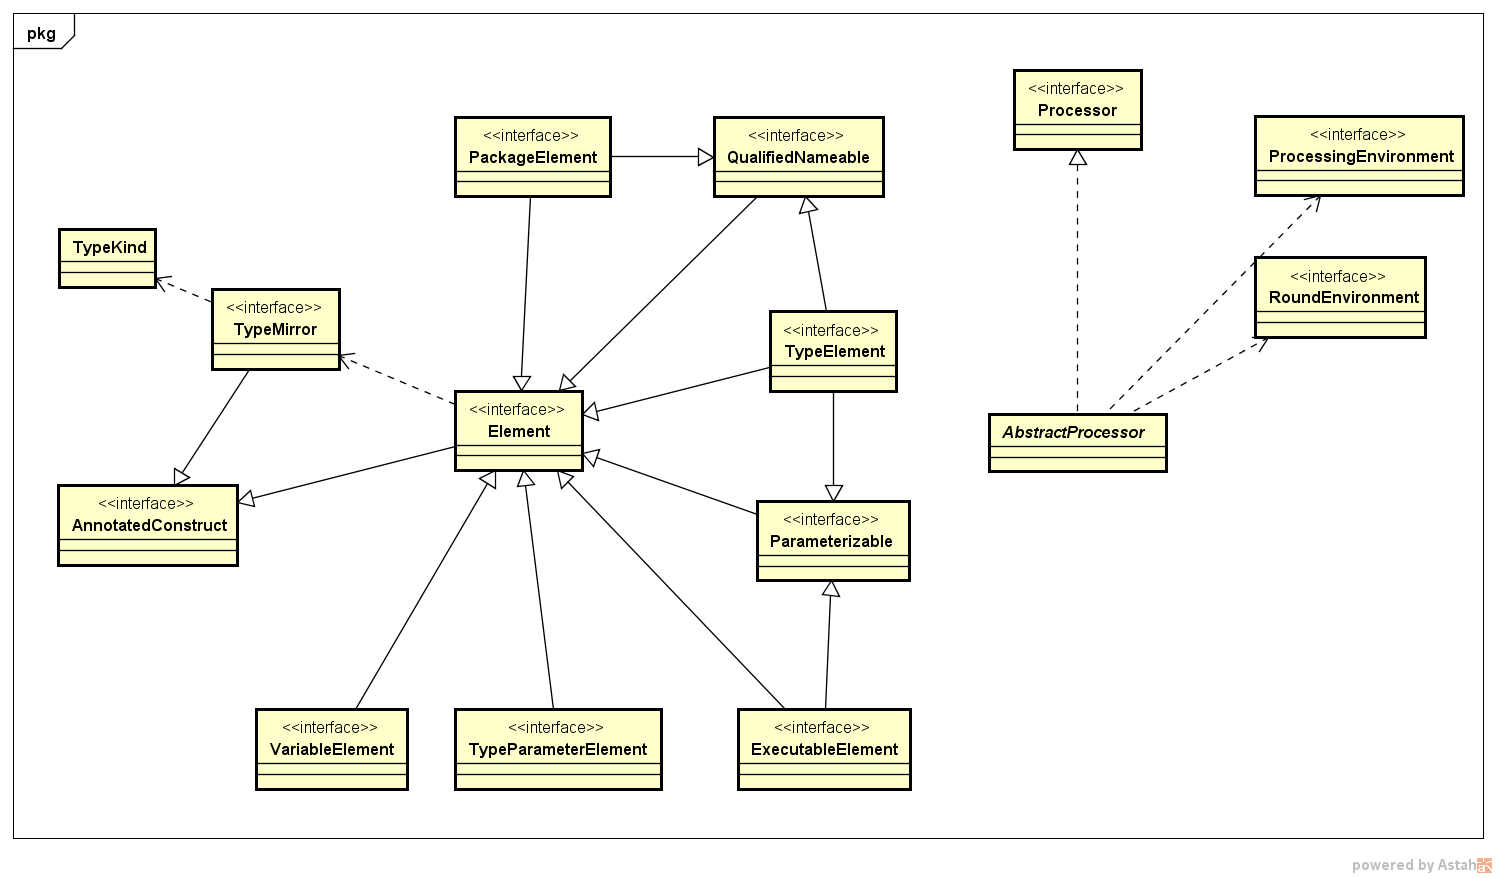 pkg
<<interface>>
Processor
<<interface>>
PackageElement
<<interface>>
QualifiedNameable
<<interface>>
ProcessingEnvironment
TypeKind
<<interface>>
TypeMirror
<<interface>>
TypeElement
<<interface>>
RoundEnvironment
<<interface>>
Element
AbstractProcessor
<<interface>>
AnnotatedConstruct
<<interface>>
Parameterizable
<<interface>>
VariableElement
<<interface>>
TypeParameterElement
<<interface>>
ExecutableElement
powered by Astah